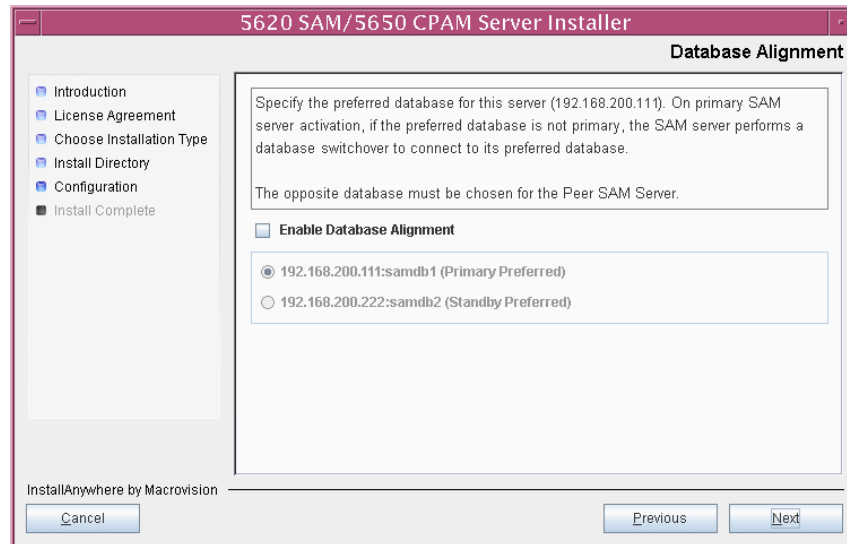 5620 SAM/5650 CPAM Server Installer
Database Alignment
Introduction
License Agreement
Choose Installation Type
Install Directory
Configuration
Install Complete
Specify the preferred database for this server (192.168.200.111). On primary SAM
server activation, if the preferred database is not primary, the SAM server performs a
database switchover to connect to its preferred database.
The opposite database must be chosen for the Peer SAM Server.
Enable Database Alignment
192.168.200.111:samdb1 (Primary Preferred)
192.168.200.222:samdb2 (Standby Preferred)
InstallAnywhere by Macrovision
Cancel
Previous
Next